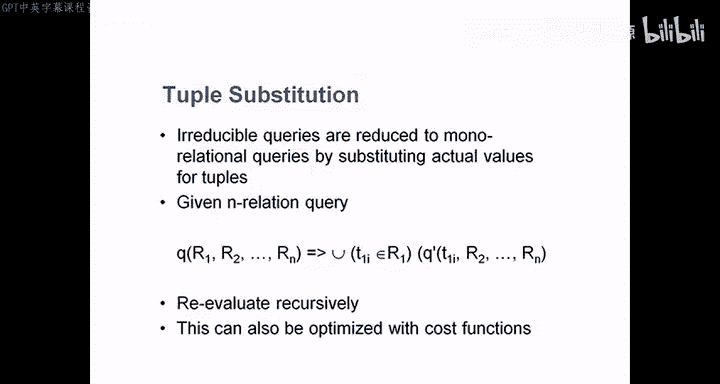 GPT中英字幕课程资
源
bilibili
Tuple Substitution
• Irreducible queries are reduced to mono-
relational queries by substituting actual values
for tuples
• Given n-relation query
q(R₁, R₂, …, Rₙ) => ∪ (t₁ᵢ ∈R₁) (q'(t₁ᵢ, R₂, …, Rₙ)
• Re-evaluate recursively
• This can also be optimized with cost functions